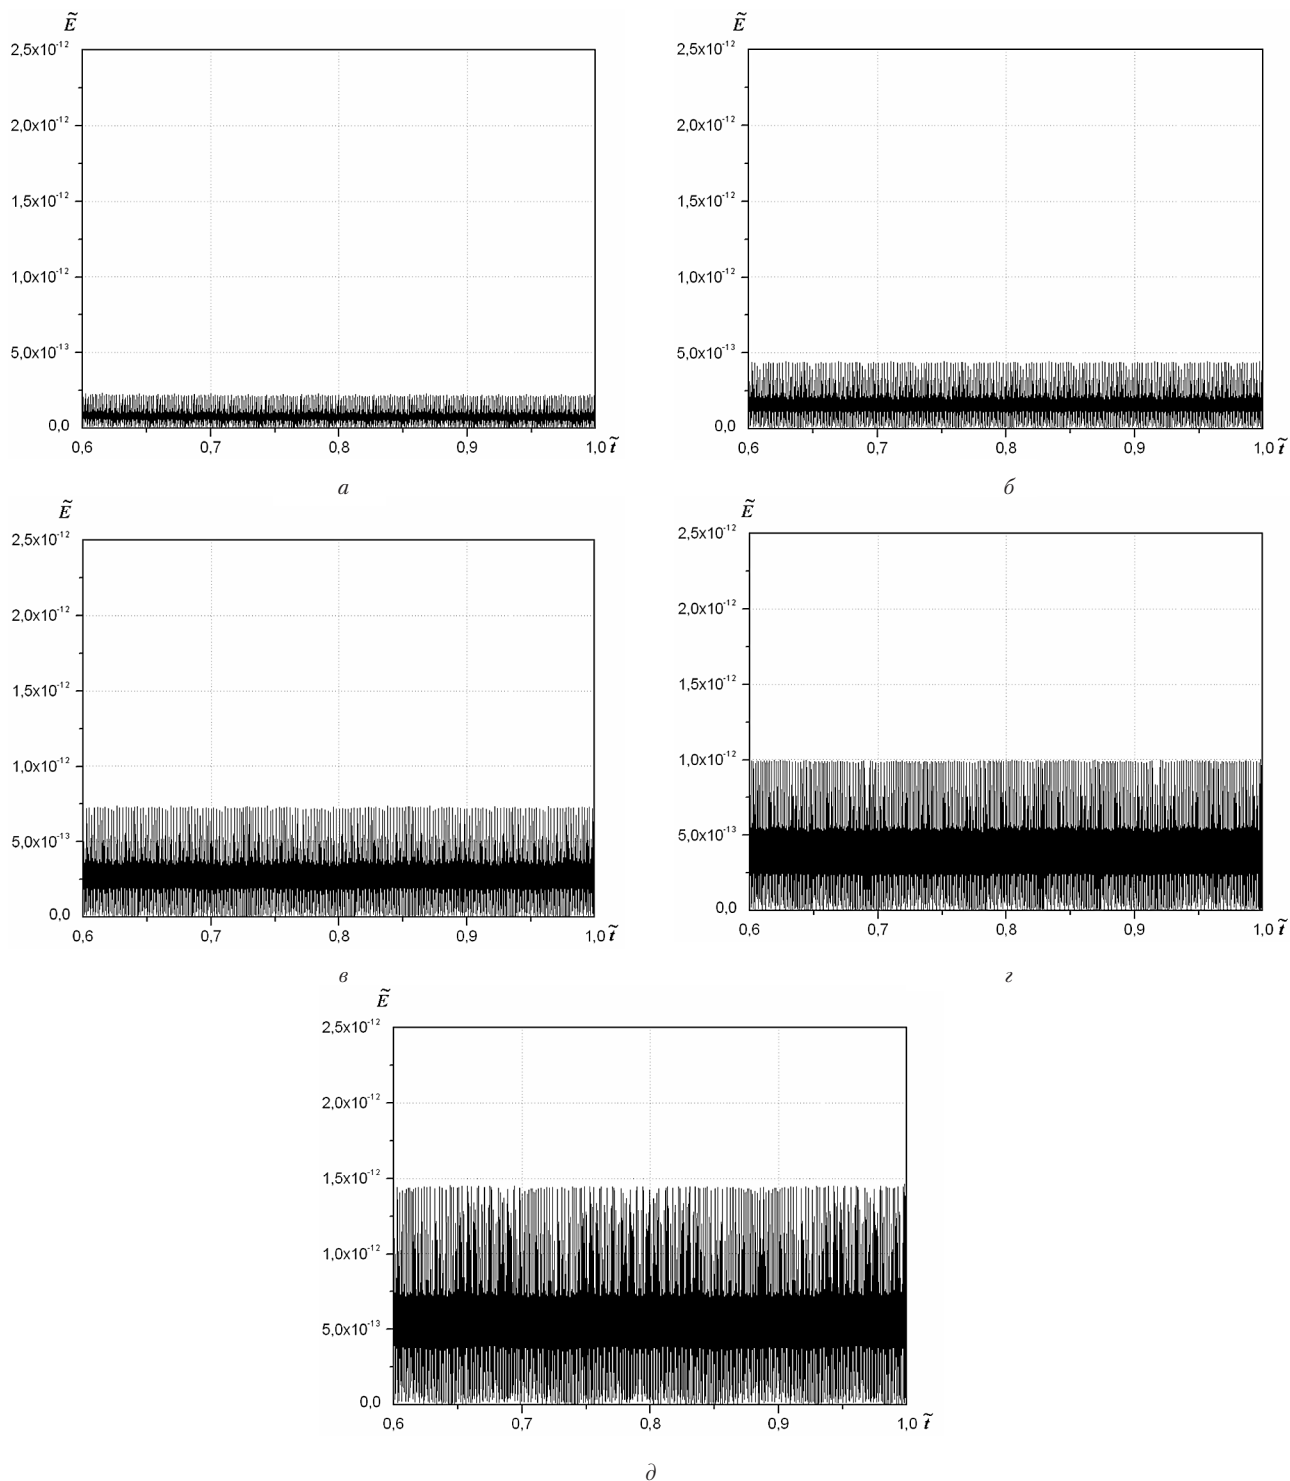 Ẽ
2,5x10⁻¹²
2,0x10⁻¹²
1,5x10⁻¹²
1,0x10⁻¹²
5,0x10⁻¹³
0,0
0,6 0,7 0,8 0,9 1,0 t̃
а
Ẽ
2,5x10⁻¹²
2,0x10⁻¹²
1,5x10⁻¹²
1,0x10⁻¹²
5,0x10⁻¹³
0,0
0,6 0,7 0,8 0,9 1,0 t̃
б
Ẽ
2,5x10⁻¹²
2,0x10⁻¹²
1,5x10⁻¹²
1,0x10⁻¹²
5,0x10⁻¹³
0,0
0,6 0,7 0,8 0,9 1,0 t̃
в
Ẽ
2,5x10⁻¹²
2,0x10⁻¹²
1,5x10⁻¹²
1,0x10⁻¹²
5,0x10⁻¹³
0,0
0,6 0,7 0,8 0,9 1,0 t̃
г
Ẽ
2,5x10⁻¹²
2,0x10⁻¹²
1,5x10⁻¹²
1,0x10⁻¹²
5,0x10⁻¹³
0,0
0,6 0,7 0,8 0,9 1,0 t̃
д